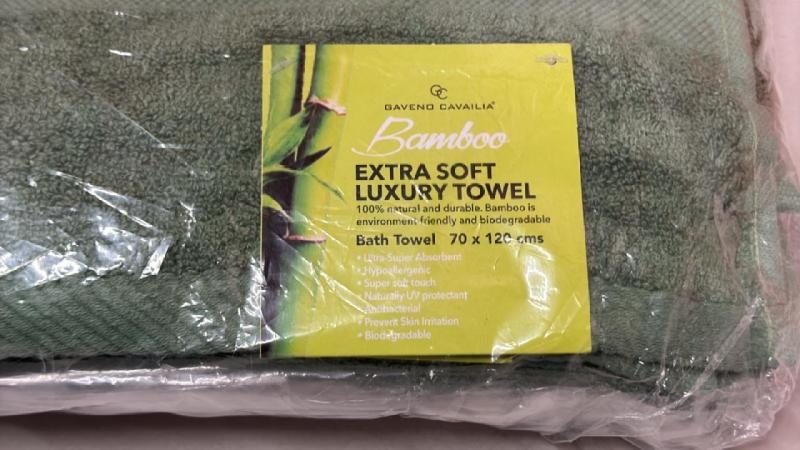 GC
GAVENO CAVAILIA®
Bamboo
EXTRA SOFT
LUXURY TOWEL
100% natural and durable. Bamboo is
environment friendly and biodegradable
Bath Towel 70 x 120 cms
• Ultra-Super Absorbent
• Hypoallergenic
• Super soft touch
• Naturally UV protectant
• Antibacterial
• Prevent Skin Irritation
• Biodegradable